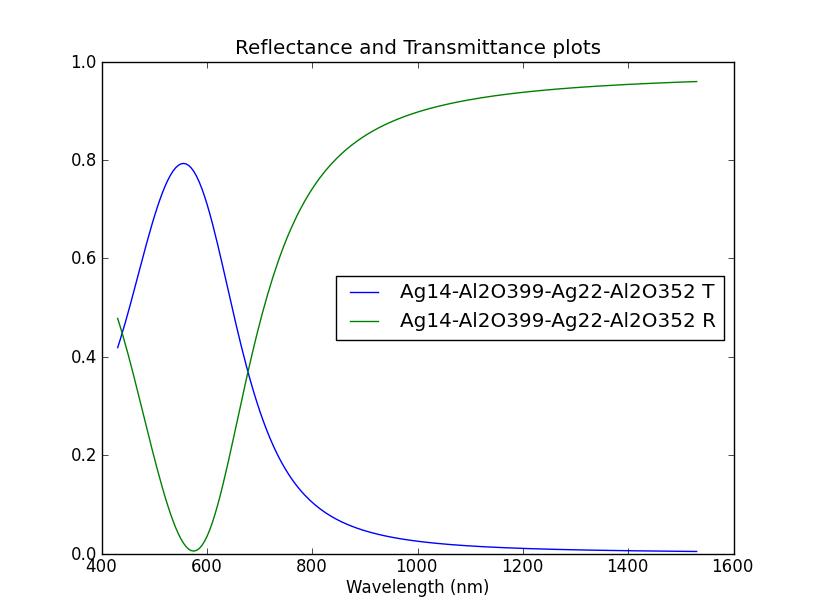 Reflectance and Transmittance plots
1.0
0.8
0.6
0.4
0.2
0.0
Ag14-Al2O399-Ag22-Al2O352 T
Ag14-Al2O399-Ag22-Al2O352 R
400 600 800 1000 1200 1400 1600
Wavelength (nm)